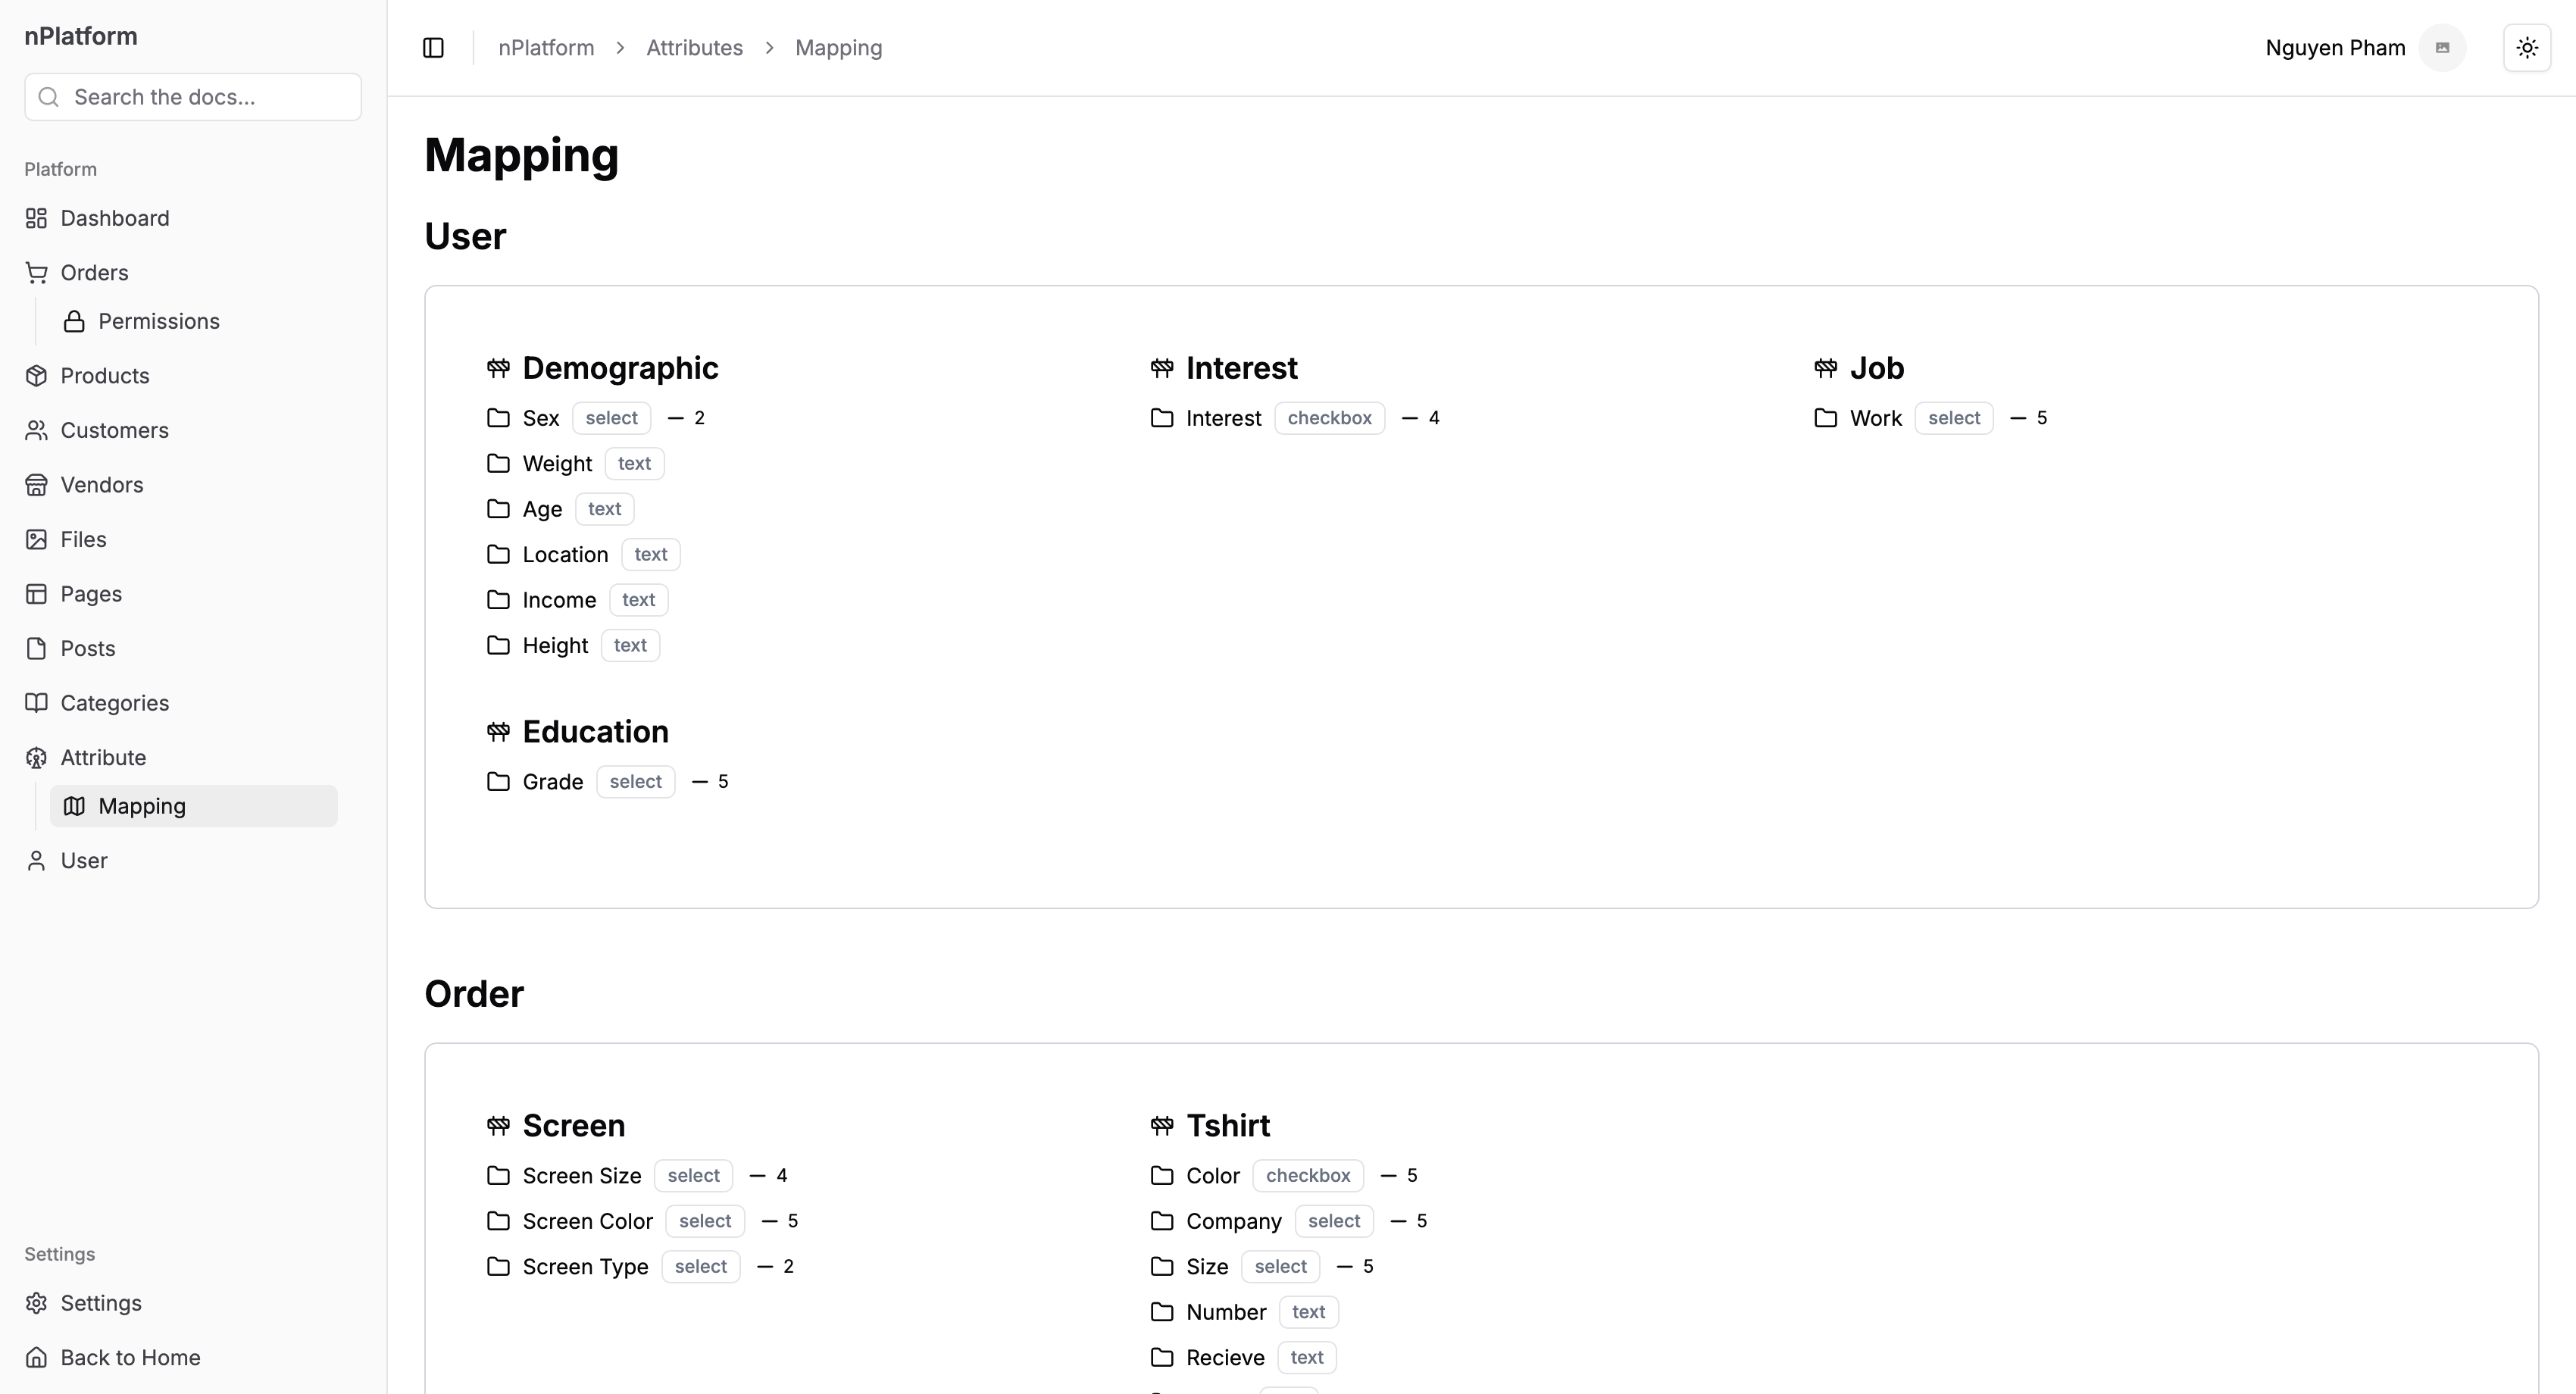 nPlatform
Search the docs...
Platform
Dashboard
Orders
Permissions
Products
Customers
Vendors
Files
Pages
Posts
Categories
Attribute
Mapping
User
Settings
Settings
Back to Home
nPlatform > Attributes > Mapping
Nguyen Pham
Mapping
User
Demographic
Sex select — 2
Weight text
Age text
Location text
Income text
Height text
Interest
Interest checkbox — 4
Job
Work select — 5
Education
Grade select — 5
Order
Screen
Screen Size select — 4
Screen Color select — 5
Screen Type select — 2
Tshirt
Color checkbox — 5
Company select — 5
Size select — 5
Number text
Recieve text